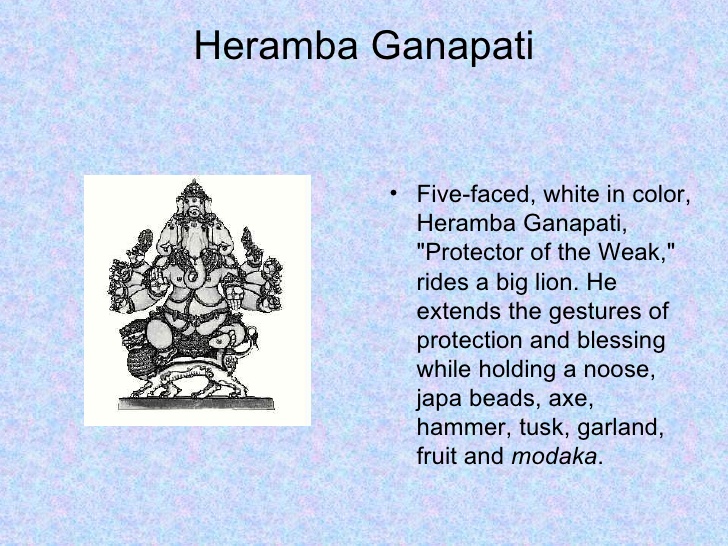 Heramba Ganapati
• Five-faced, white in color,
Heramba Ganapati,
"Protector of the Weak,"
rides a big lion. He
extends the gestures of
protection and blessing
while holding a noose,
japa beads, axe,
hammer, tusk, garland,
fruit and modaka.